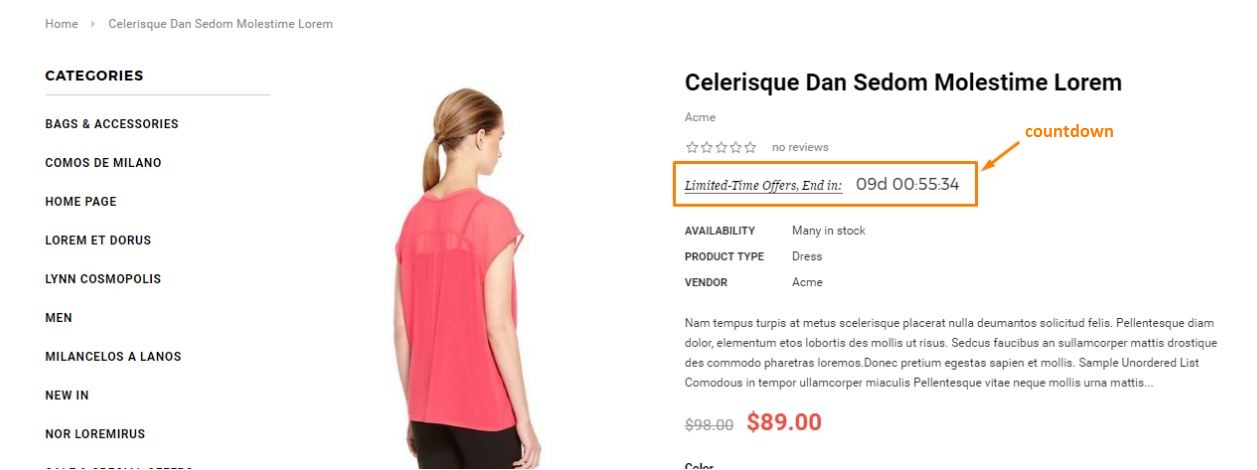 Home > Celerisque Dan Sedom Molestime Lorem
CATEGORIES
BAGS & ACCESSORIES
COMOS DE MILANO
HOME PAGE
LOREM ET DORUS
LYNN COSMOPOLIS
MEN
MILANCELOS A LANOS
NEW IN
NOR LOREMIRUS
SALE & SPECIAL OFFERS
Celerisque Dan Sedom Molestime Lorem
Acme
countdown
no reviews
Limited-Time Offers, End in: 09d 00:55:34
AVAILABILITY Many in stock
PRODUCT TYPE Dress
VENDOR Acme
Nam tempus turpis at metus scelerisque placerat nulla deumantos solicitud felis. Pellentesque diam
dolor, elementum etos lobortis des mollis ut risus. Sedcus faucibus an sullamcorper mattis drostique
des commodo pharetras loremos.Donec pretium egestas sapien et mollis. Sample Unordered List
Comodous in tempor ullamcorper miaculis Pellentesque vitae neque mollis urna mattis...
$98.00 $89.00
Color